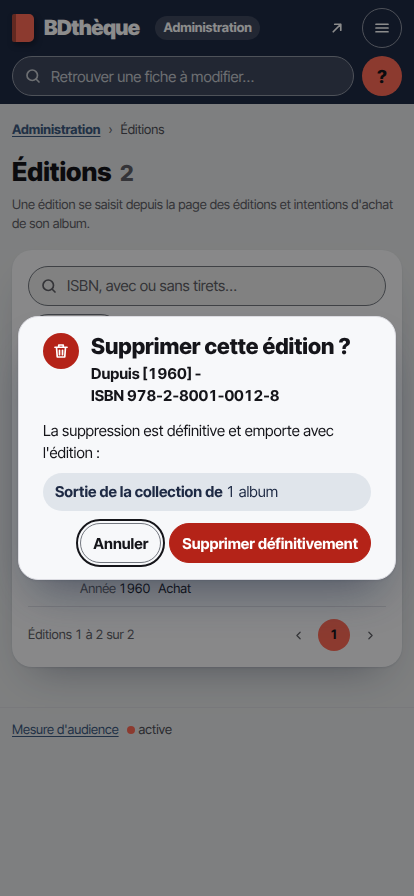 BDthèque Administration
Retrouver une fiche à modifier...
?
Administration › Éditions
Éditions 2
Une édition se saisit depuis la page des éditions et intentions d'achat
de son album.
ISBN, avec ou sans tirets...
Supprimer cette édition ?
Dépuis [1960] -
ISBN 978-2-8001-0012-8
La suppression est définitive et emporte avec
l'édition :
Sortie de la collection de 1 album
Annuler Supprimer définitivement
Année 1960 Achat
Éditions 1 à 2 sur 2 ‹ 1 ›
Mesure d'audience active